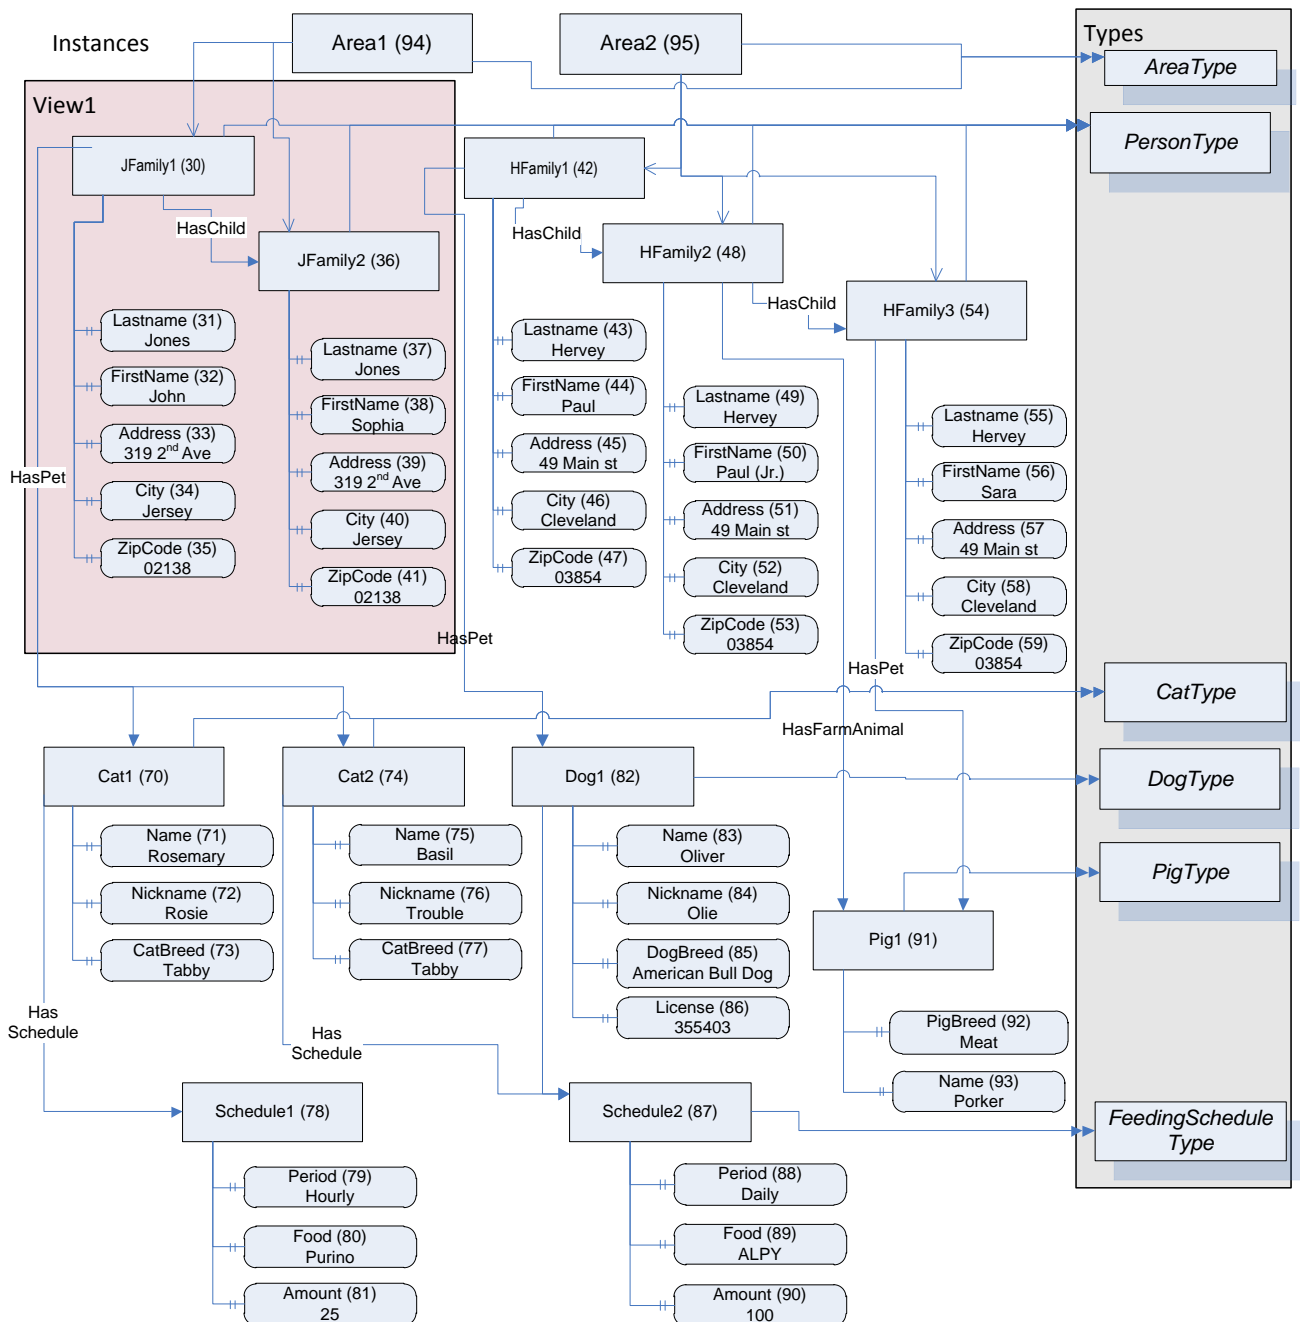 Instances
Area1 (94)
Area2 (95)
Types
AreaType
View1
PersonType
JFamily1 (30)
HFamily1 (42)
HasChild
HasChild
JFamily2 (36)
HFamily2 (48)
HasChild
HFamily3 (54)
Lastname (31)
Jones
FirstName (32)
John
Address (33)
319 2nd Ave
City (34)
Jersey
ZipCode (35)
02138
Lastname (37)
Jones
FirstName (38)
Sophia
Address (39)
319 2nd Ave
City (40)
Jersey
ZipCode (41)
02138
Lastname (43)
Hervey
FirstName (44)
Paul
Address (45)
49 Main st
City (46)
Cleveland
ZipCode (47)
03854
Lastname (49)
Hervey
FirstName (50)
Paul (Jr.)
Address (51)
49 Main st
City (52)
Cleveland
ZipCode (53)
03854
Lastname (55)
Hervey
FirstName (56)
Sara
Address (57
49 Main st
City (58)
Cleveland
ZipCode (59)
03854
HasPet
HasPet
HasPet
HasFarmAnimal
CatType
DogType
PigType
Cat1 (70)
Cat2 (74)
Dog1 (82)
Pig1 (91)
Name (71)
Rosemary
Nickname (72)
Rosie
CatBreed (73)
Tabby
Name (75)
Basil
Nickname (76)
Trouble
CatBreed (77)
Tabby
Name (83)
Oliver
Nickname (84)
Olie
DogBreed (85)
American Bull Dog
License (86)
355403
PigBreed (92)
Meat
Name (93)
Porker
Has
Schedule
Has
Schedule
Schedule1 (78)
Schedule2 (87)
FeedingSchedule
Type
Period (79)
Hourly
Food (80)
Purino
Amount (81)
25
Period (88)
Daily
Food (89)
ALPY
Amount (90)
100